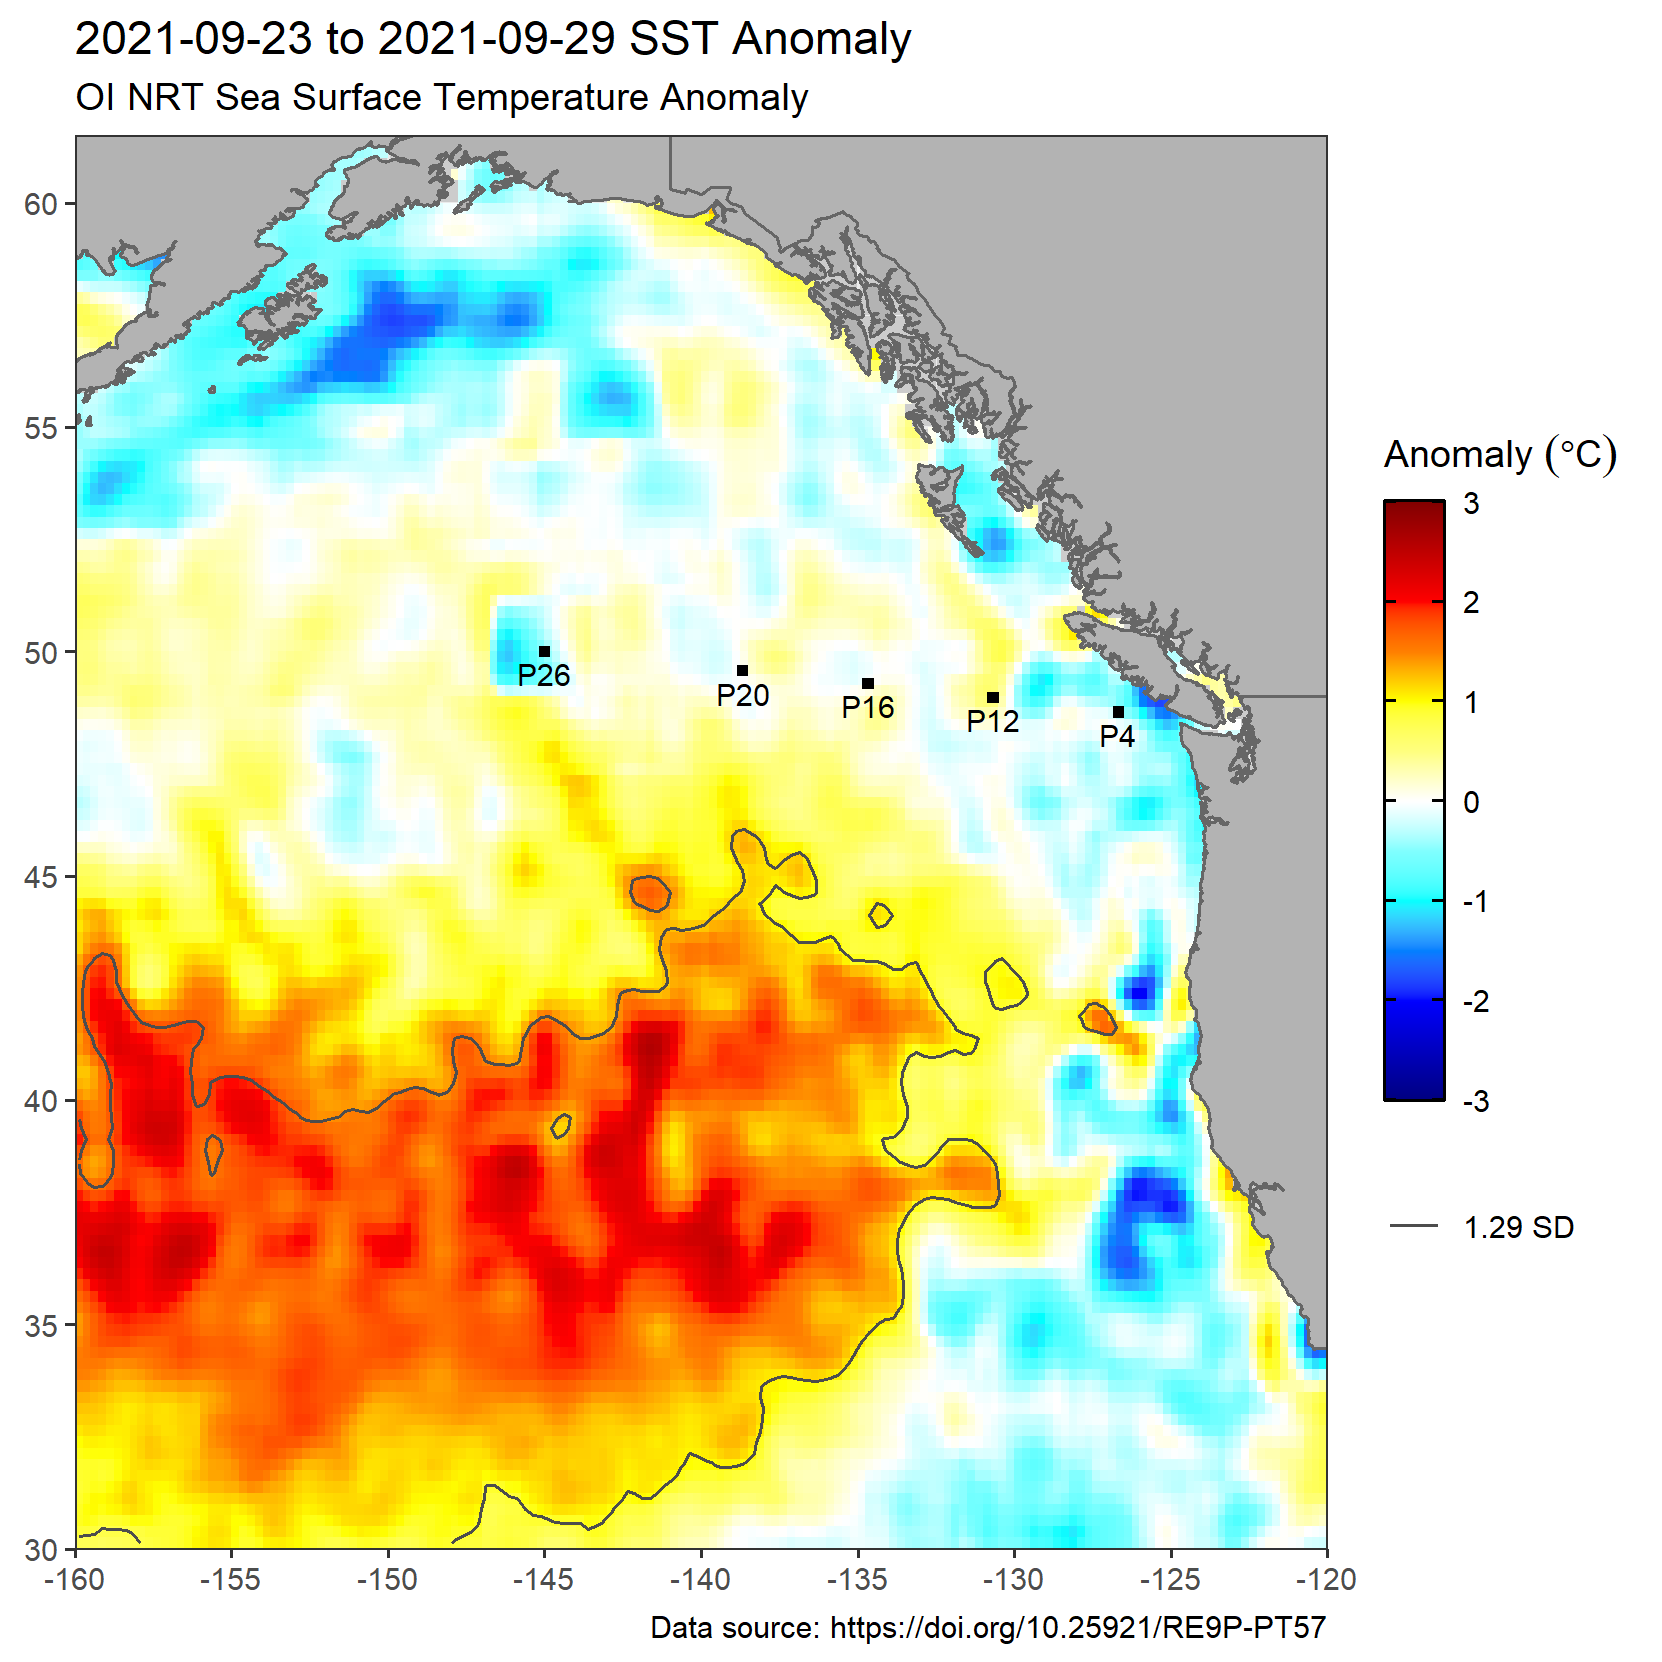 2021-09-23 to 2021-09-29 SST Anomaly
OI NRT Sea Surface Temperature Anomaly
60
55
50
45
40
35
30
-160
-155
-150
-145
-140
-135
-130
-125
-120
P26
P20
P16
P12
P4
Anomaly (°C)
3
2
1
0
-1
-2
-3
1.29 SD
Data source: https://doi.org/10.25921/RE9P-PT57